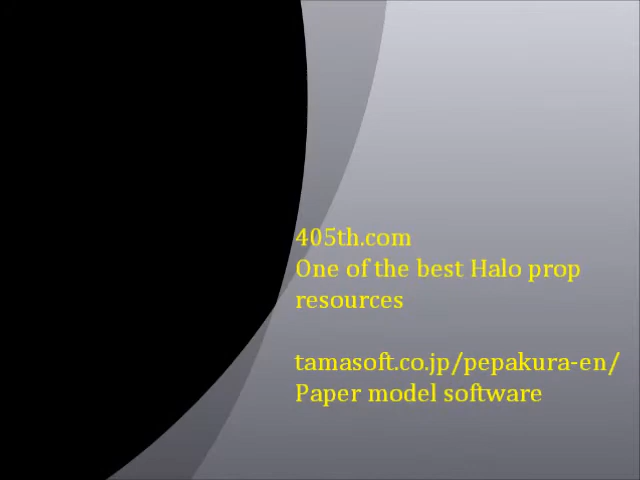 405th.com
One of the best Halo prop
resources
tamasoft.co.jp/pepakura-en/
Paper model software